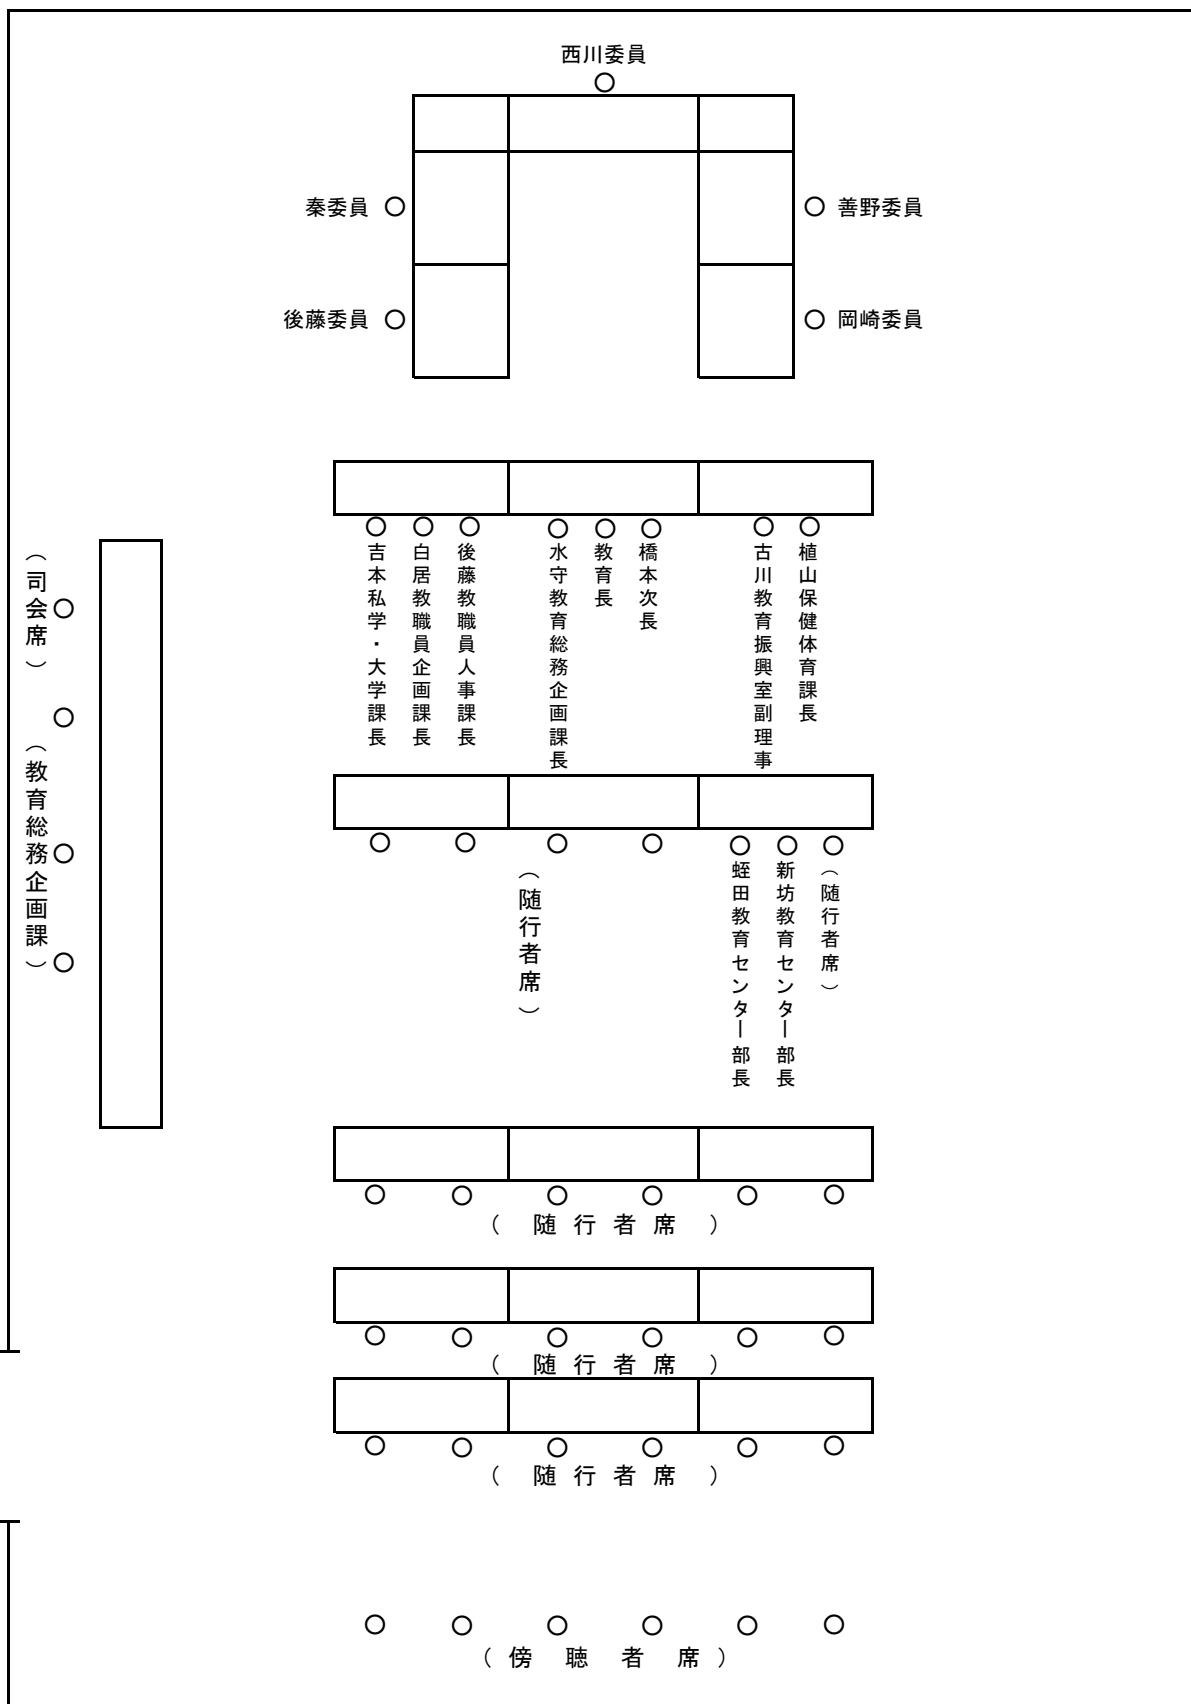 西川委員
秦委員
善野委員
後藤委員
岡崎委員
吉本私学・大学課長
白居教職員企画課長
後藤教職員人事課長
水守教育総務企画課長
教育長
橋本次長
古川教育振興室副理事
植山保健体育課長
（司会席）
（教育総務企画課）
（随行者席）
蛭田教育センター部長
新坊教育センター部長
（随行者席）
（随行者席）
（随行者席）
（随行者席）
（傍聴者席）